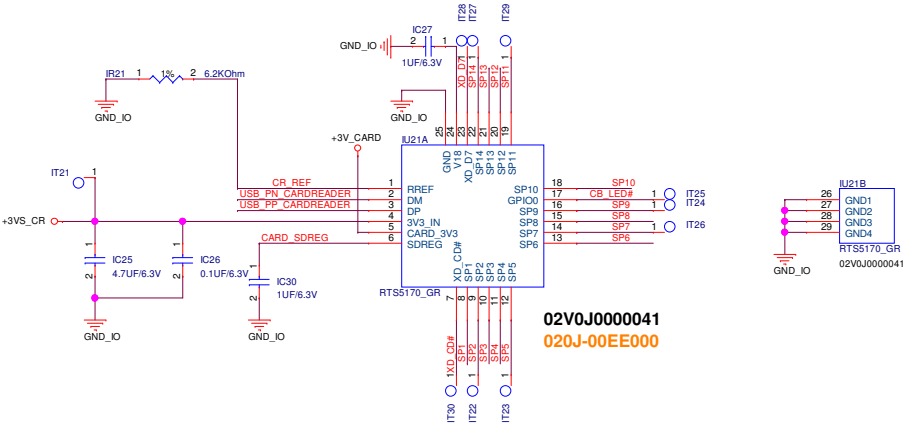 IT28
IT27
IT29
IC27
GND_IO
2
1
1UF/6.3V
1
1
1
XD_D7
SP14
SP13
SP12
SP11
IR21
1
1%
2
6.2KOhm
GND_IO
GND_IO
+3V_CARD
25
24
23
22
21
20
19
IU21A
GND
V18
XD_D7
SP14
SP13
SP12
SP11
IT21
1
CR_REF
USB_PN_CARDREADER
USB_PP_CARDREADER
+3VS_CR
CARD_SDREG
1
2
3
4
5
6
RREF
DM
DP
3V3_IN
CARD_3V3
SDREG
SP10
GPIO0
SP9
SP8
SP7
SP6
18
17
16
15
14
13
SP10
CB_LED#
SP9
SP8
SP7
SP6
1
1
1
IT25
IT24
IT26
XD_CD#
SP1
SP2
SP3
SP4
SP5
RTS5170_GR
7
8
9
10
11
12
1
2
IC25
4.7UF/6.3V
1
2
IC26
0.1UF/6.3V
GND_IO
1
2
IC30
1UF/6.3V
GND_IO
XD_CD#
SP1
SP2
SP3
SP4
SP5
1
1
1
IT30
IT22
IT23
02V0J0000041
020J-00EE000
IU21B
26
27
28
29
GND1
GND2
GND3
GND4
RTS5170_GR
02V0J0000041
GND_IO